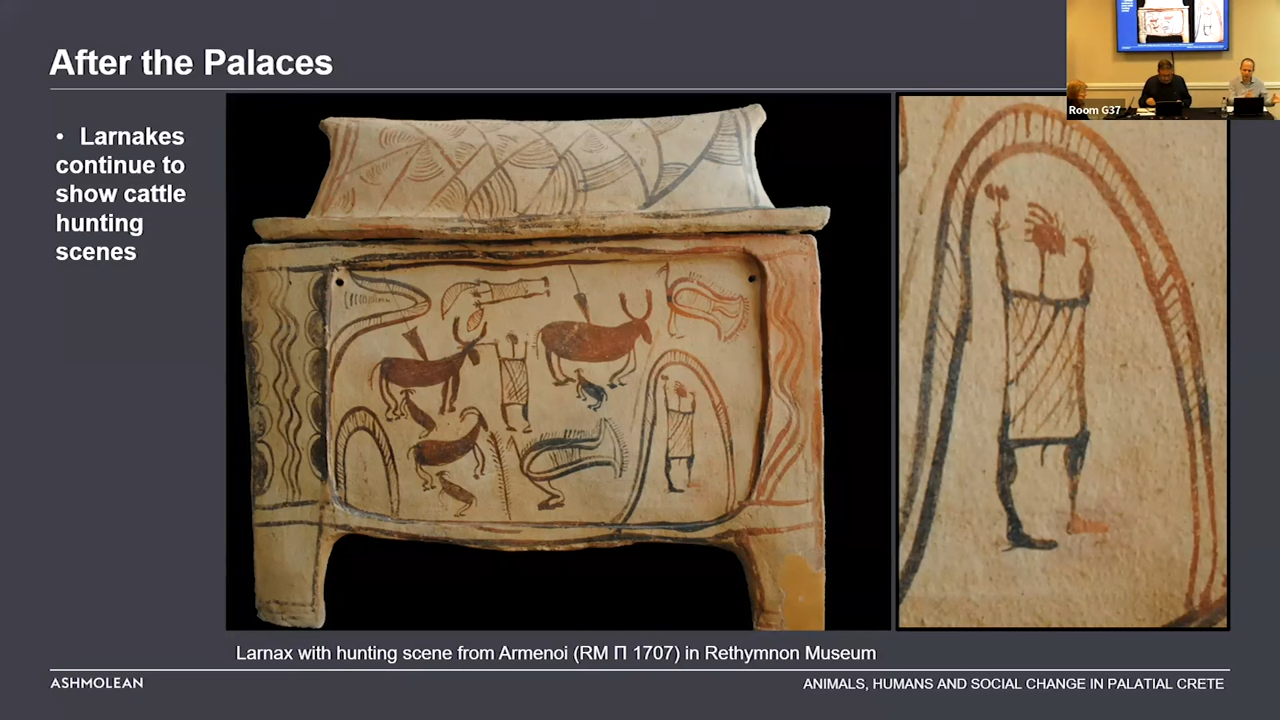 After the Palaces
• Larnakes
continue to
show cattle
hunting
scenes
Room G37
Larnax with hunting scene from Armenoi (RM Π 1707) in Rethymnon Museum
ASHMOLEAN
ANIMALS, HUMANS AND SOCIAL CHANGE IN PALATIAL CRETE